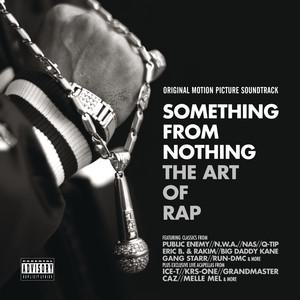 ORIGINAL MOTION PICTURE SOUNDTRACK
SOMETHING
FROM
NOTHING
THE ART
OF
RAP
FEATURING CLASSICS FROM
PUBLIC ENEMY//N.W.A//NAS//Q-TIP
ERIC B. & RAKIM//BIG DADDY KANE
GANG STARR//RUN-DMC & MORE
PLUS EXCLUSIVE LIVE ACAPELLAS FROM
ICE-T//KRS-ONE//GRANDMASTER
CAZ//MELLE MEL & MORE
PARENTAL
ADVISORY
EXPLICIT LYRICS